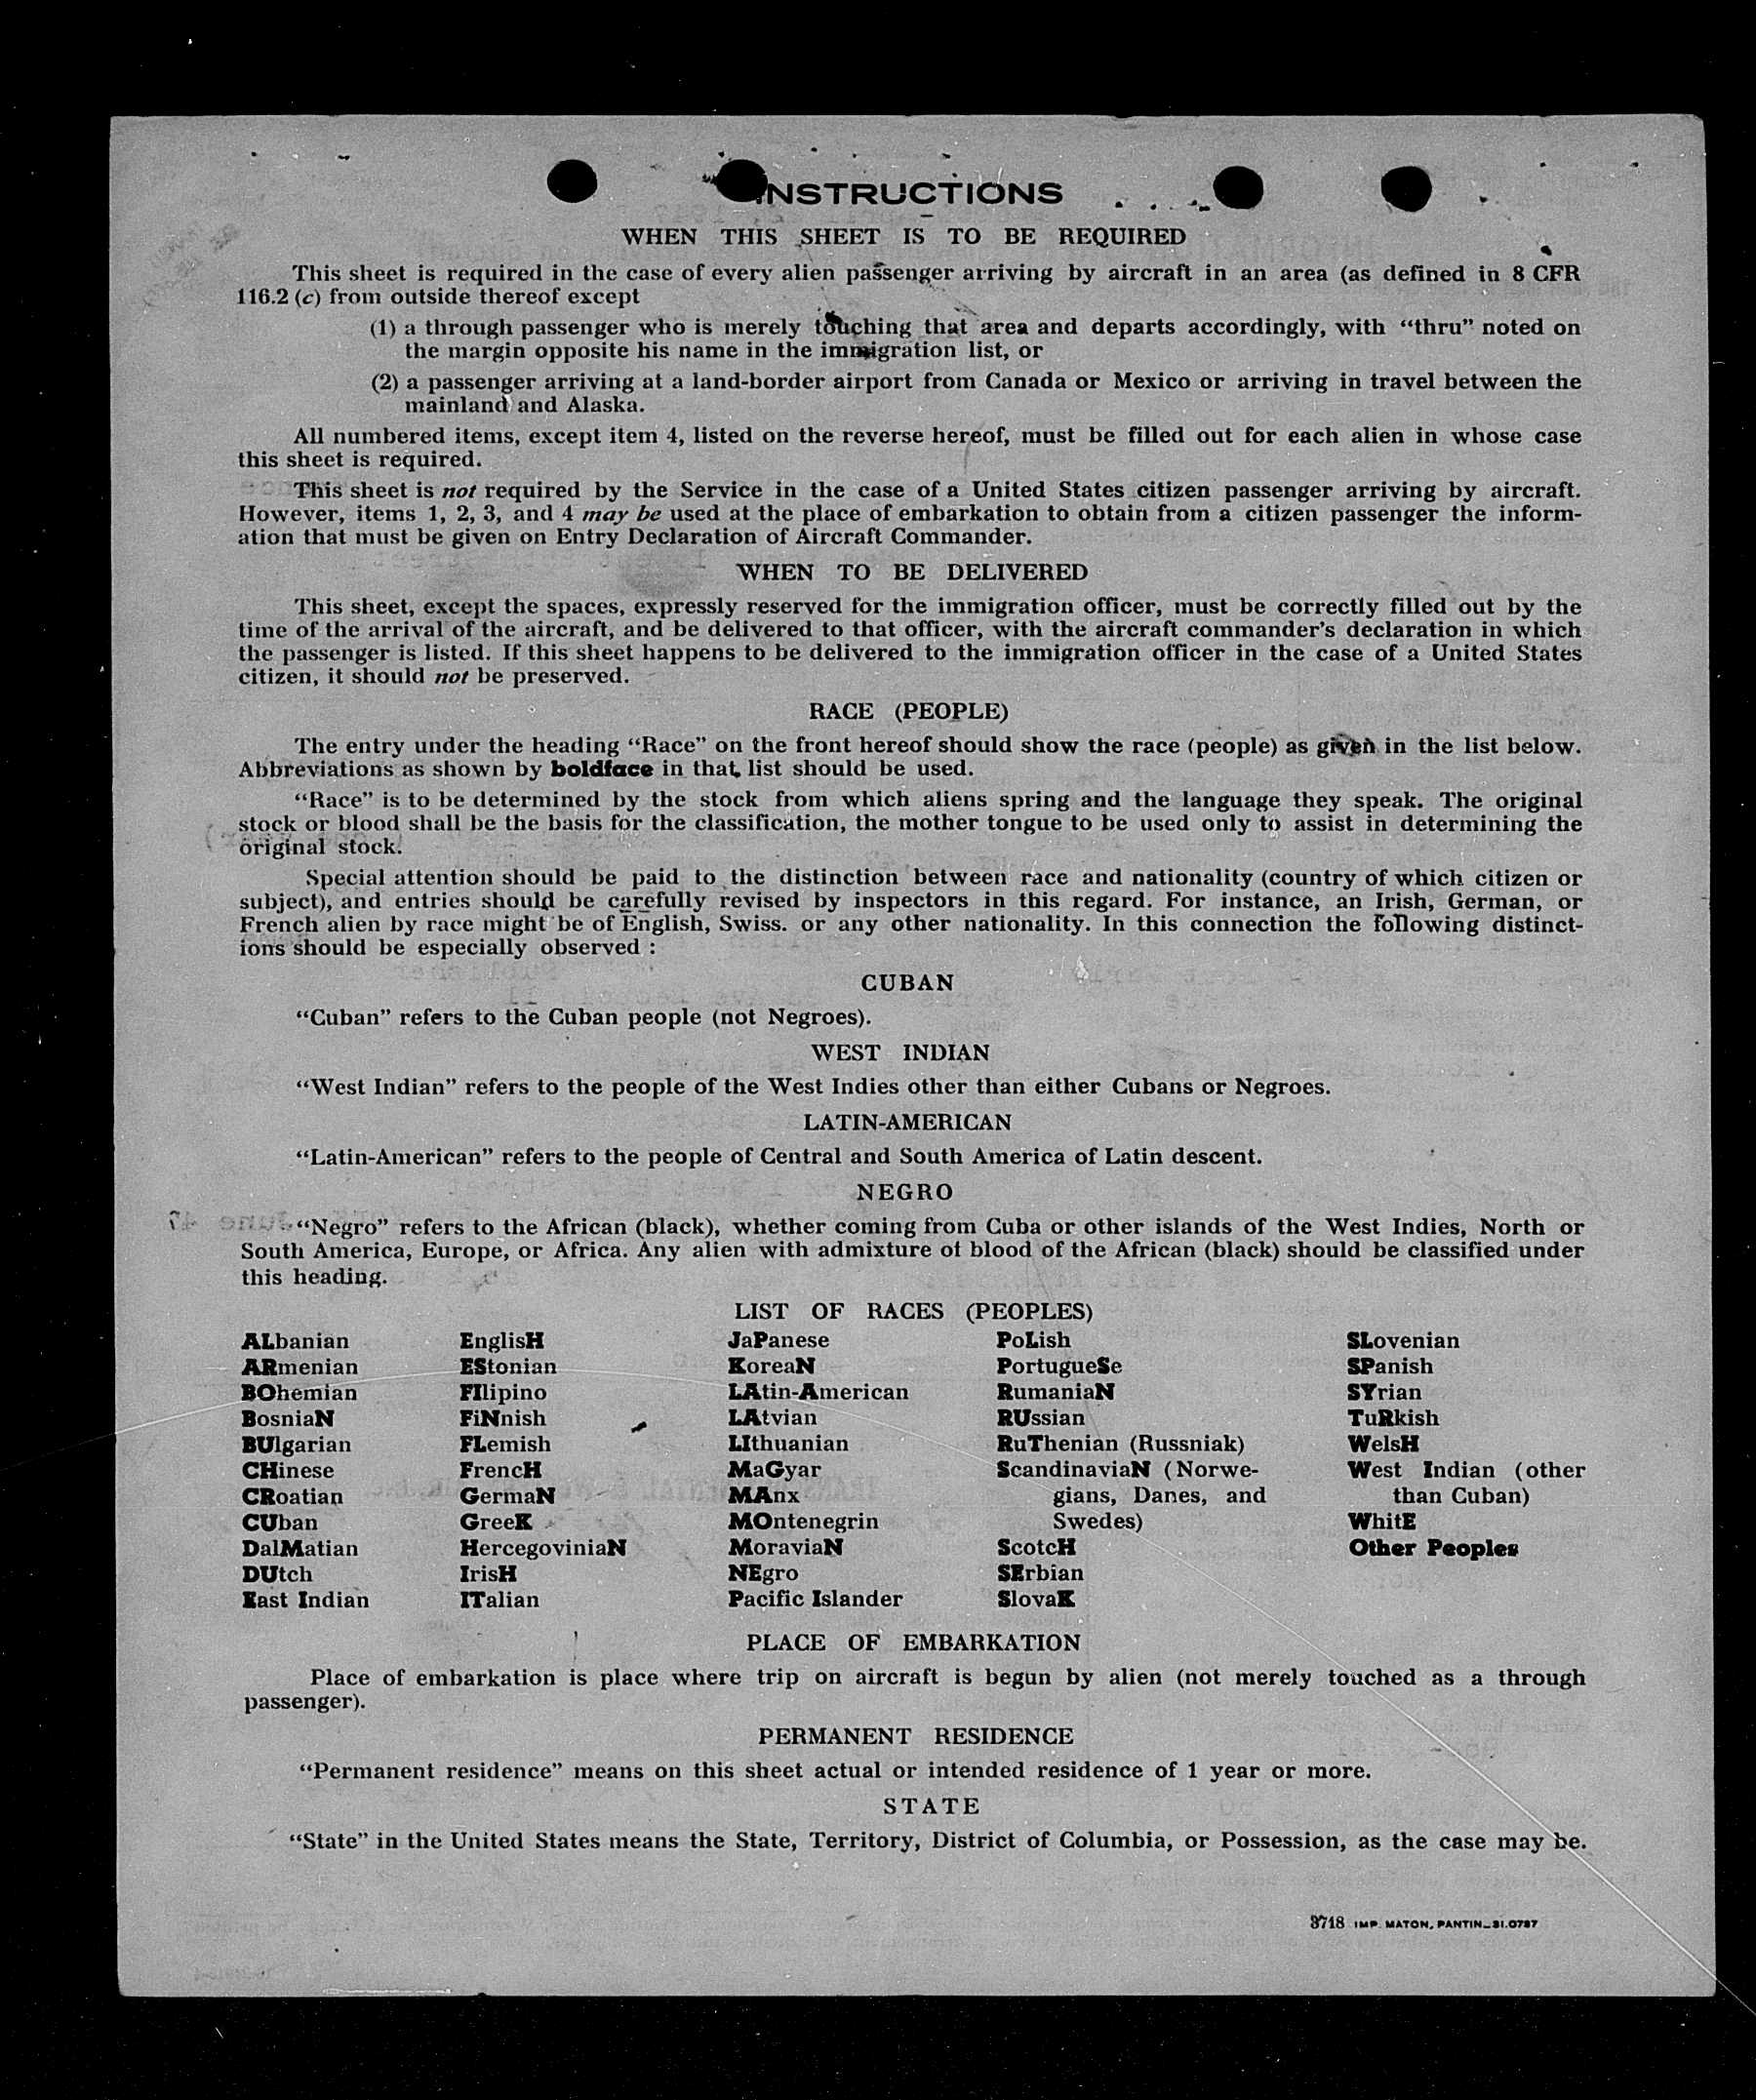 INSTRUCTIONS
WHEN THIS SHEET IS TO BE REQUIRED
This sheet is required in the case of every alien passenger arriving by aircraft in an area (as defined in 8 CFR
116.2 (c) from outside thereof except
(1) a through passenger who is merely touching that area and departs accordingly, with “thru” noted on
the margin opposite his name in the immigration list, or
(2) a passenger arriving at a land-border airport from Canada or Mexico or arriving in travel between the
mainland and Alaska.
All numbered items, except item 4, listed on the reverse hereof, must be filled out for each alien in whose case
this sheet is required.
This sheet is not required by the Service in the case of a United States citizen passenger arriving by aircraft.
However, items 1, 2, 3, and 4 may be used at the place of embarkation to obtain from a citizen passenger the inform-
ation that must be given on Entry Declaration of Aircraft Commander.
WHEN TO BE DELIVERED
This sheet, except the spaces, expressly reserved for the immigration officer, must be correctly filled out by the
time of the arrival of the aircraft, and be delivered to that officer, with the aircraft commander’s declaration in which
the passenger is listed. If this sheet happens to be delivered to the immigration officer in the case of a United States
citizen, it should not be preserved.
RACE (PEOPLE)
The entry under the heading “Race” on the front hereof should show the race (people) as given in the list below.
Abbreviations as shown by boldface in that list should be used.
“Race” is to be determined by the stock from which aliens spring and the language they speak. The original
stock or blood shall be the basis for the classification, the mother tongue to be used only to assist in determining the
original stock.
Special attention should be paid to the distinction between race and nationality (country of which citizen or
subject), and entries should be carefully revised by inspectors in this regard. For instance, an Irish, German, or
French alien by race might be of English, Swiss. or any other nationality. In this connection the following distinct-
ions should be especially observed :
CUBAN
“Cuban” refers to the Cuban people (not Negroes).
WEST INDIAN
“West Indian” refers to the people of the West Indies other than either Cubans or Negroes.
LATIN-AMERICAN
“Latin-American” refers to the people of Central and South America of Latin descent.
NEGRO
“Negro” refers to the African (black), whether coming from Cuba or other islands of the West Indies, North or
South America, Europe, or Africa. Any alien with admixture of blood of the African (black) should be classified under
this heading.
LIST OF RACES (PEOPLES)
ALbanian
ARmenian
BOhemian
BosniaN
BUlgarian
CHinese
CRoatian
CUban
DalMatian
DUtch
East Indian
EnglisH
EStonian
FIlipino
FiNnish
FLemish
FrencH
GermaN
GreeK
HercegoviniaN
IrisH
ITalian
JaPanese
KoreaN
LAtin-American
LAtvian
LIthuanian
MaGyar
MAnx
MOntenegrin
MoraviaN
NEgro
Pacific Islander
PoLish
PortugueSe
RumaniaN
RUssian
RuThenian (Russniak)
ScandinaviaN (Norwe-
gians, Danes, and
Swedes)
ScotcH
SErbian
SlovaK
SLovenian
SPanish
SYrian
TuRkish
WelsH
West Indian (other
than Cuban)
WhitE
Other Peoples
PLACE OF EMBARKATION
Place of embarkation is place where trip on aircraft is begun by alien (not merely touched as a through
passenger).
PERMANENT RESIDENCE
“Permanent residence” means on this sheet actual or intended residence of 1 year or more.
STATE
“State” in the United States means the State, Territory, District of Columbia, or Possession, as the case may be.
3718 IMP. MATON, PANTIN_31.0787